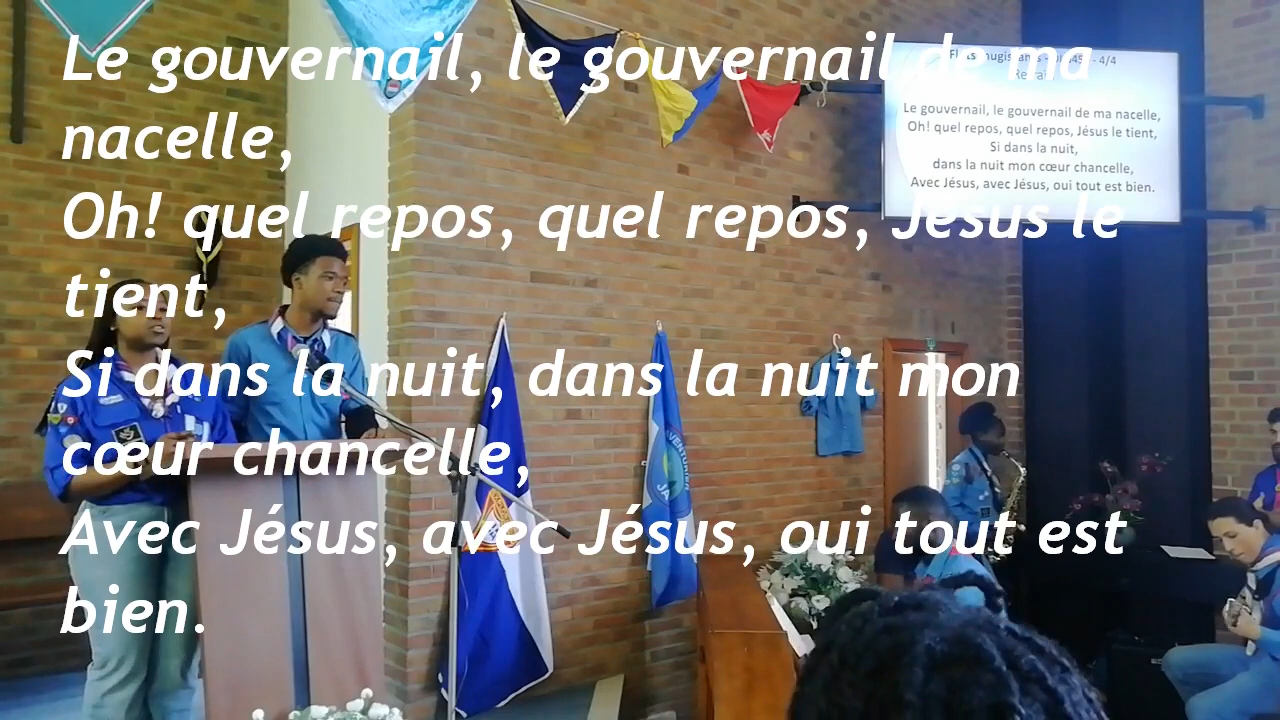 Le gouvernail, le gouvernail de ma
nacelle,
Oh! quel repos, quel repos, Jésus le
tient,
Si dans la nuit, dans la nuit mon
cœur chancelle,
Avec Jésus, avec Jésus, oui tout est
bien.
4/4
Le gouvernail, le gouvernail de ma nacelle,
Oh! quel repos, quel repos, Jésus le tient,
Si dans la nuit,
dans la nuit mon cœur chancelle,
Avec Jésus, avec Jésus, oui tout est bien.